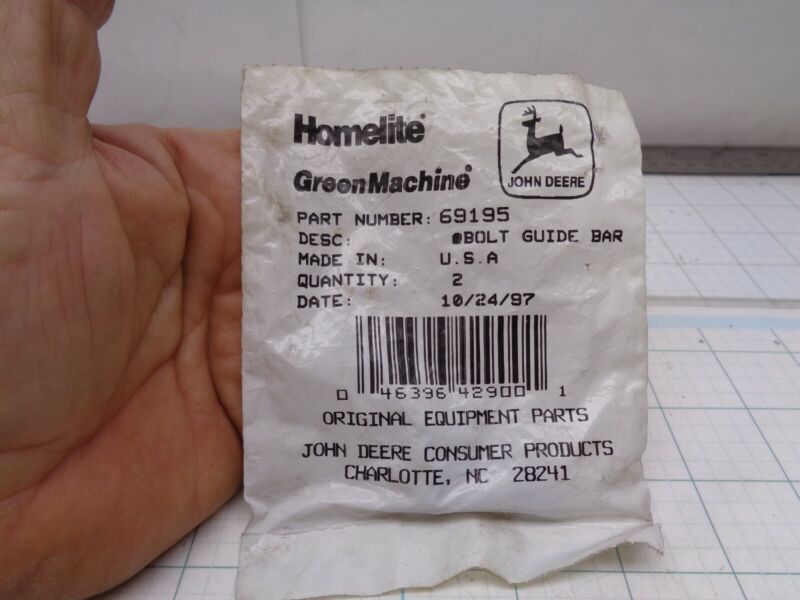 Homelite®
JOHN DEERE
GreenMachine®
PART NUMBER: 69195
DESC: BOLT GUIDE BAR
MADE IN: U.S.A
QUANTITY: 2
DATE: 10/24/97
0 46396 42900 1
ORIGINAL EQUIPMENT PARTS
JOHN DEERE CONSUMER PRODUCTS
CHARLOTTE, NC 28241